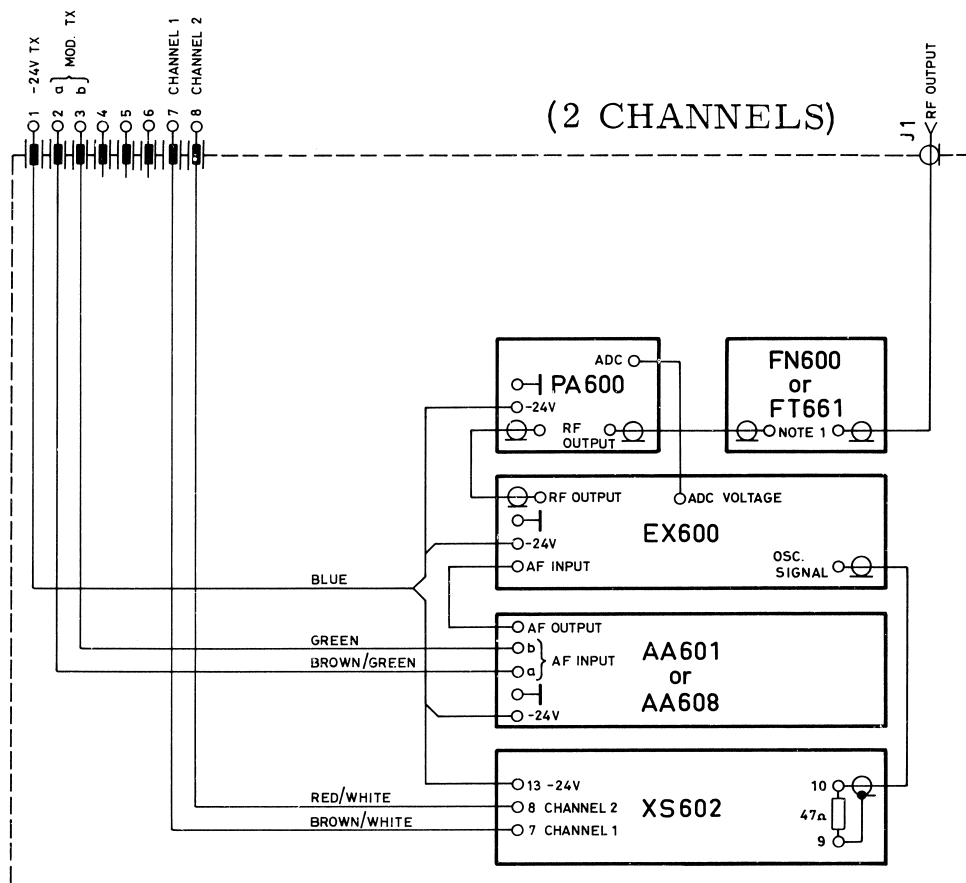 1 -24V TX
2 a } MOD. TX
3 b
4
5
6
7 CHANNEL 1
8 CHANNEL 2
(2 CHANNELS)
J1
RF OUTPUT
ADC
PA600
-24V
RF
OUTPUT
FN600
or
FT661
NOTE 1
RF OUTPUT
ADC VOLTAGE
EX600
-24V
AF INPUT
OSC.
SIGNAL
BLUE
GREEN
BROWN/GREEN
AF OUTPUT
b
a
} AF INPUT
-24V
AA601
or
AA608
RED/WHITE
BROWN/WHITE
13 -24V
8 CHANNEL 2
7 CHANNEL 1
XS602
10
47Ω
9